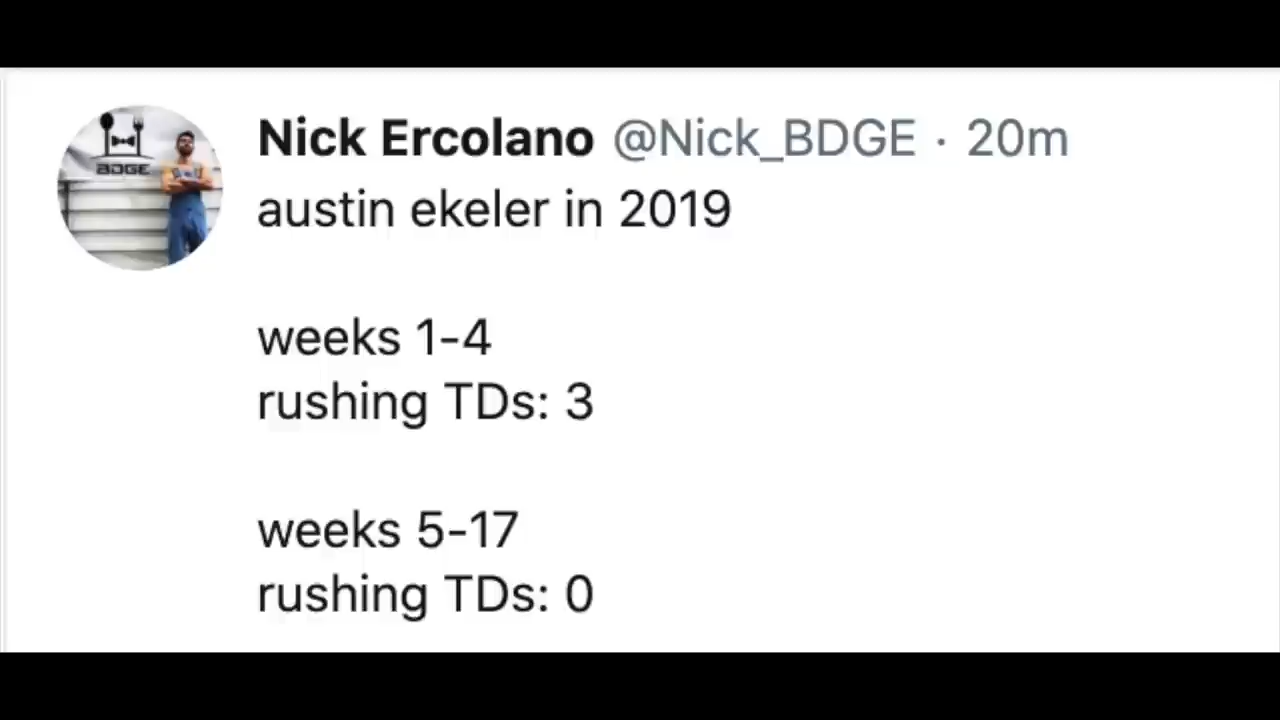 BDGE
Nick Ercolano @Nick_BDGE · 20m
austin ekeler in 2019
weeks 1-4
rushing TDs: 3
weeks 5-17
rushing TDs: 0